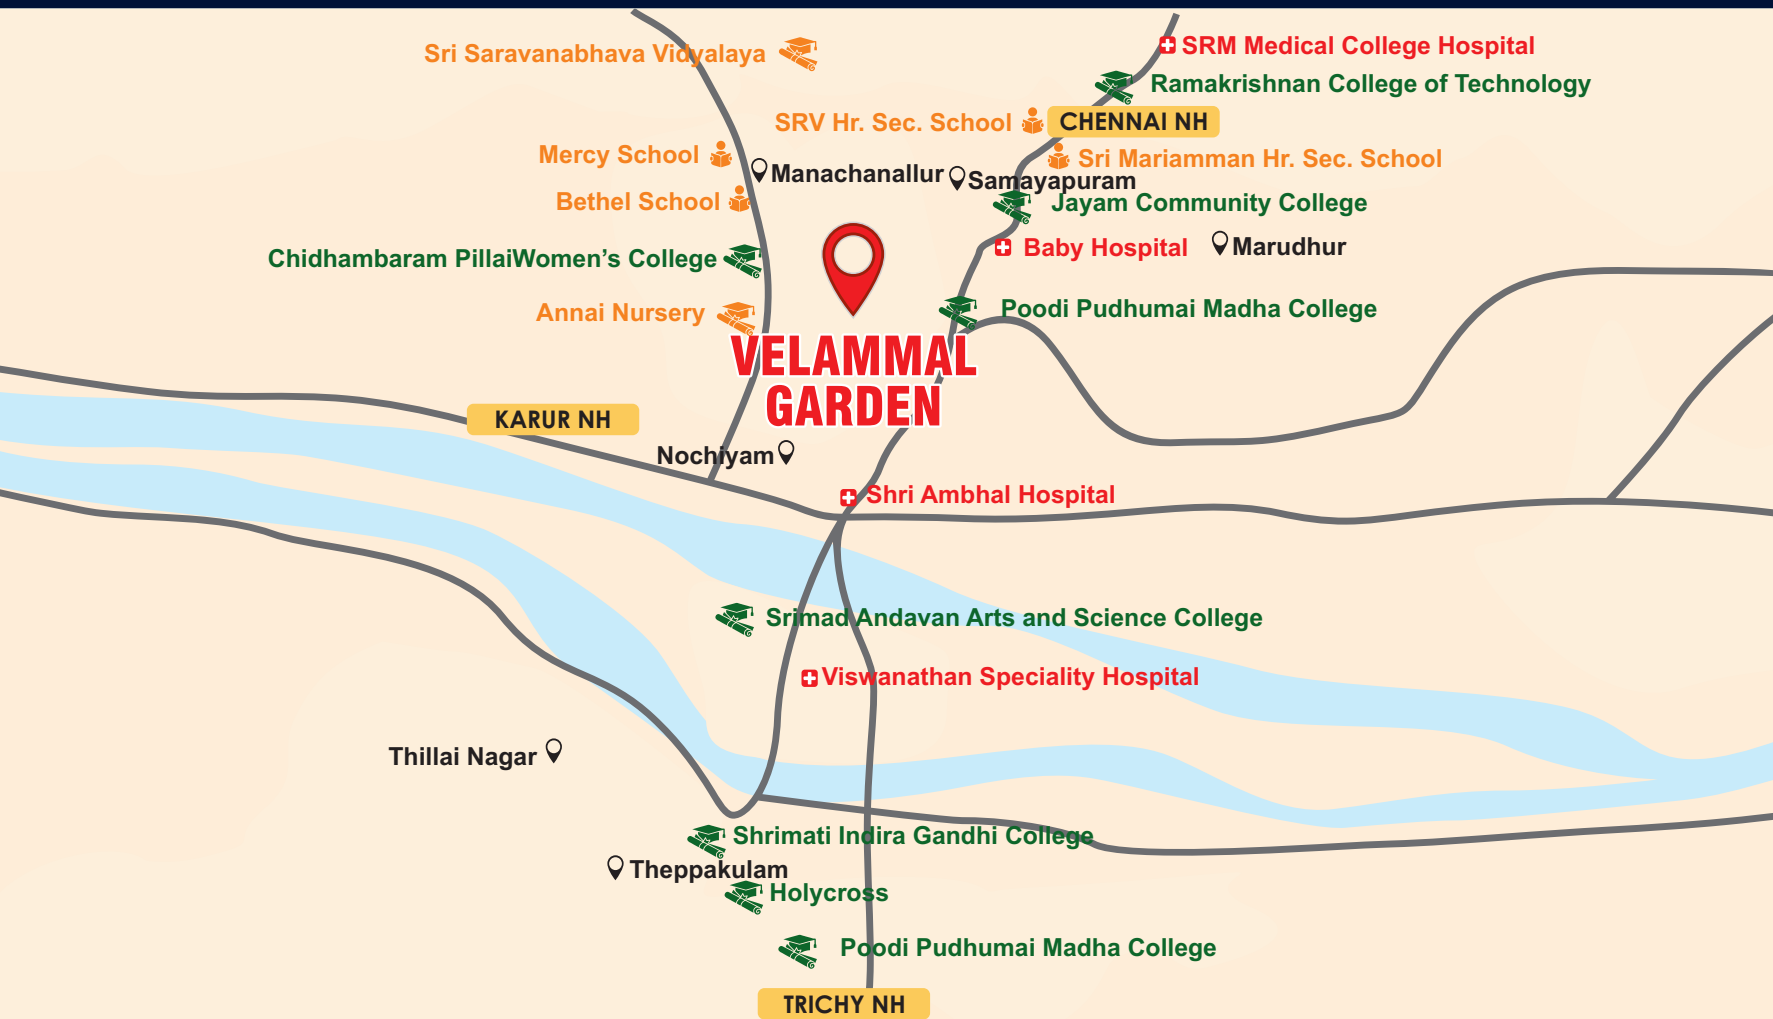 SRM Medical College Hospital
Sri Saravanabhava Vidyalaya
Ramakrishnan College of Technology
SRV Hr. Sec. School
CHENNAI NH
Mercy School
Sri Mariamman Hr. Sec. School
Manachanallur
Samayapuram
Bethel School
Jayam Community College
Baby Hospital
Marudhur
Chidhambaram PillaiWomen's College
Annai Nursery
Poodi Pudhumai Madha College
VELAMMAL
GARDEN
KARUR NH
Nochiyam
Shri Ambhal Hospital
Srimad Andavan Arts and Science College
Viswanathan Speciality Hospital
Thillai Nagar
Shrimati Indira Gandhi College
Theppakulam
Holycross
Poodi Pudhumai Madha College
TRICHY NH